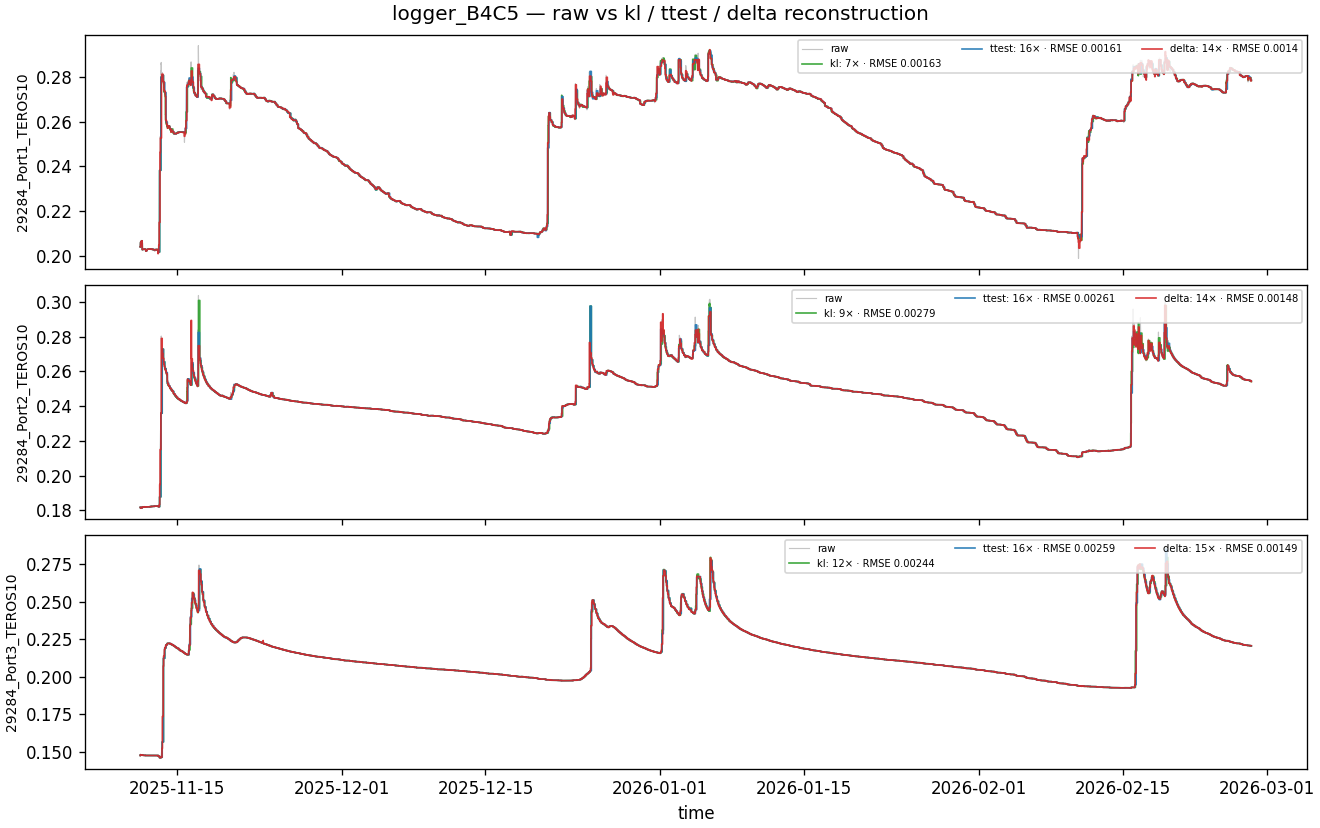 logger_B4C5 — raw vs kl / ttest / delta reconstruction
29284_Port1_TEROS10
0.28
0.26
0.24
0.22
0.20
raw
kl: 7× · RMSE 0.00163
ttest: 16× · RMSE 0.00161
delta: 14× · RMSE 0.0014
29284_Port2_TEROS10
0.30
0.28
0.26
0.24
0.22
0.20
0.18
raw
kl: 9× · RMSE 0.00279
ttest: 16× · RMSE 0.00261
delta: 14× · RMSE 0.00148
29284_Port3_TEROS10
0.275
0.250
0.225
0.200
0.175
0.150
raw
kl: 12× · RMSE 0.00244
ttest: 16× · RMSE 0.00259
delta: 15× · RMSE 0.00149
2025-11-15
2025-12-01
2025-12-15
2026-01-01
2026-01-15
2026-02-01
2026-02-15
2026-03-01
time